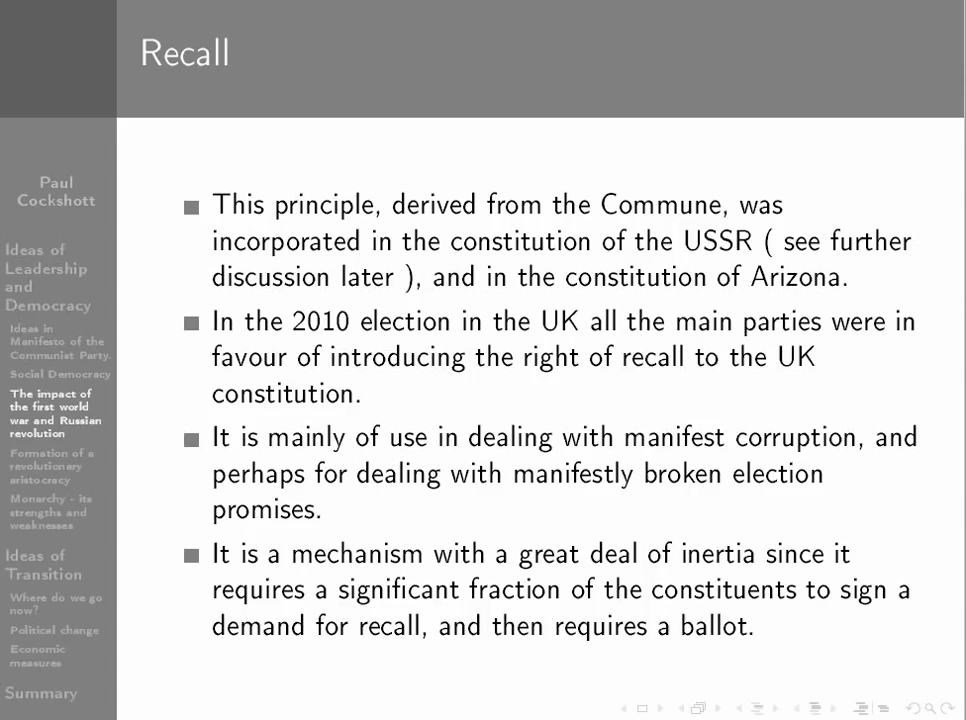 Recall
Paul
Cockshott
Ideas of
Leadership
and
Democracy
Ideas in
Manifesto of the
Communist Party.
Social Democracy
The impact of
the first world
war and Russian
revolution
Formation of a
revolutionary
aristocracy
Monarchy - its
strengths and
weaknesses
Ideas of
Transition
Where do we go
now?
Political change
Economic
measures
Summary
This principle, derived from the Commune, was
incorporated in the constitution of the USSR ( see further
discussion later ), and in the constitution of Arizona.
In the 2010 election in the UK all the main parties were in
favour of introducing the right of recall to the UK
constitution.
It is mainly of use in dealing with manifest corruption, and
perhaps for dealing with manifestly broken election
promises.
It is a mechanism with a great deal of inertia since it
requires a significant fraction of the constituents to sign a
demand for recall, and then requires a ballot.